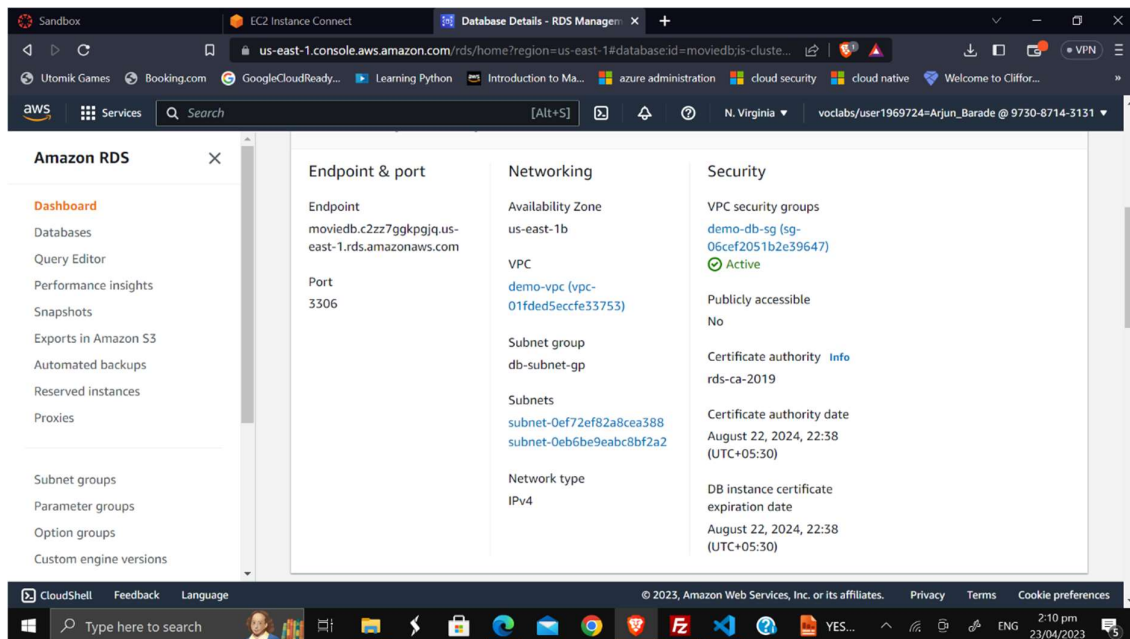 Sandbox
EC2 Instance Connect
Database Details - RDS Managem
us-east-1.console.aws.amazon.com/rds/home?region=us-east-1#database:id=moviedb;is-cluste...
VPN
Utomik Games
Booking.com
GoogleCloudReady...
Learning Python
Introduction to Ma...
azure administration
cloud security
cloud native
Welcome to Cliffor...
»
aws
Services
Search
[Alt+S]
N. Virginia
voclabs/user1969724=Arjun_Barade @ 9730-8714-3131
Amazon RDS
Dashboard
Databases
Query Editor
Performance insights
Snapshots
Exports in Amazon S3
Automated backups
Reserved instances
Proxies
Subnet groups
Parameter groups
Option groups
Custom engine versions
Endpoint & port
Endpoint
moviedb.c2zz7ggkpgjq.us-
east-1.rds.amazonaws.com
Port
3306
Networking
Availability Zone
us-east-1b
VPC
demo-vpc (vpc-
01fded5eccfe33753)
Subnet group
db-subnet-gp
Subnets
subnet-0ef72ef82a8cea388
subnet-0eb6be9eabc8bf2a2
Network type
IPv4
Security
VPC security groups
demo-db-sg (sg-
06cef2051b2e39647)
Active
Publicly accessible
No
Certificate authority Info
rds-ca-2019
Certificate authority date
August 22, 2024, 22:38
(UTC+05:30)
DB instance certificate
expiration date
August 22, 2024, 22:38
(UTC+05:30)
CloudShell
Feedback
Language
© 2023, Amazon Web Services, Inc. or its affiliates.
Privacy
Terms
Cookie preferences
Type here to search
YES...
ENG
2:10 pm
23/04/2023
5